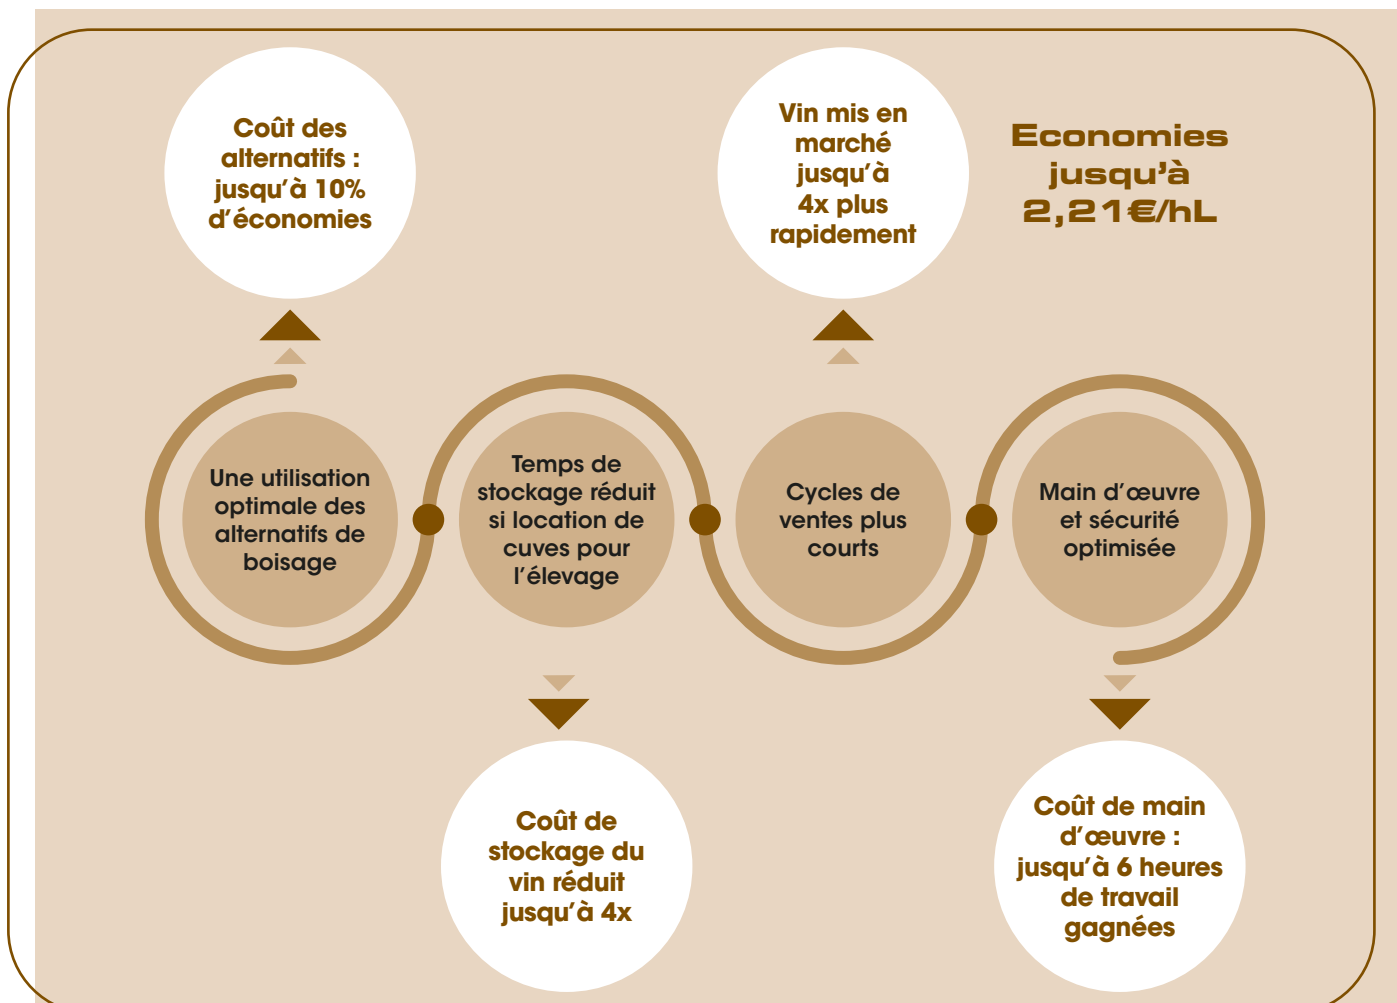 Coût des
alternatifs :
jusqu’à 10%
d’économies
Vin mis en
marché
jusqu’à
4x plus
rapidement
Economies
jusqu’à
2,21€/hL
Une utilisation
optimale des
alternatifs de
boisage
Temps de
stockage réduit
si location de
cuves pour
l’élevage
Cycles de
ventes plus
courts
Main d’œuvre
et sécurité
optimisée
Coût de
stockage du
vin réduit
jusqu’à 4x
Coût de main
d’œuvre :
jusqu’à 6 heures
de travail
gagnées